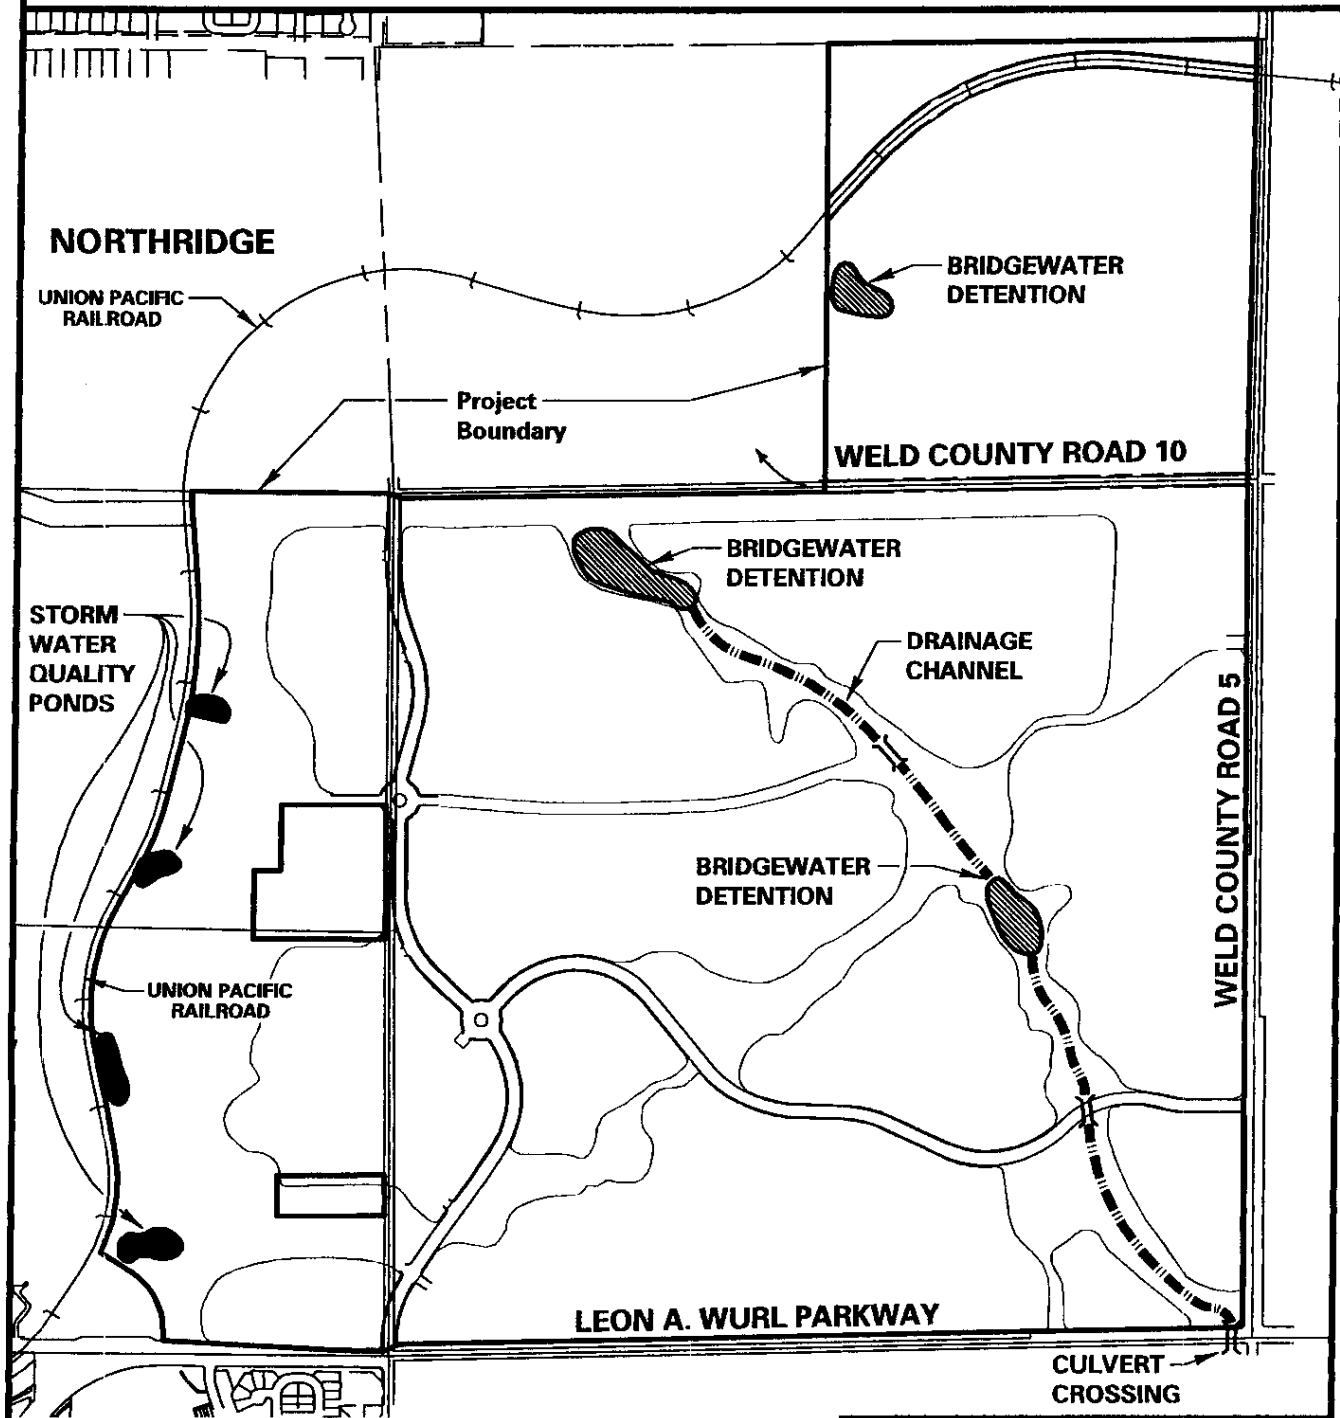 NORTHRIDGE
UNION PACIFIC
RAILROAD
BRIDGEWATER
DETENTION
Project
Boundary
WELD COUNTY ROAD 10
BRIDGEWATER
DETENTION
STORM
WATER
QUALITY
PONDS
DRAINAGE
CHANNEL
WELD COUNTY ROAD 5
BRIDGEWATER
DETENTION
UNION PACIFIC
RAILROAD
LEON A. WURL PARKWAY
CULVERT
CROSSING